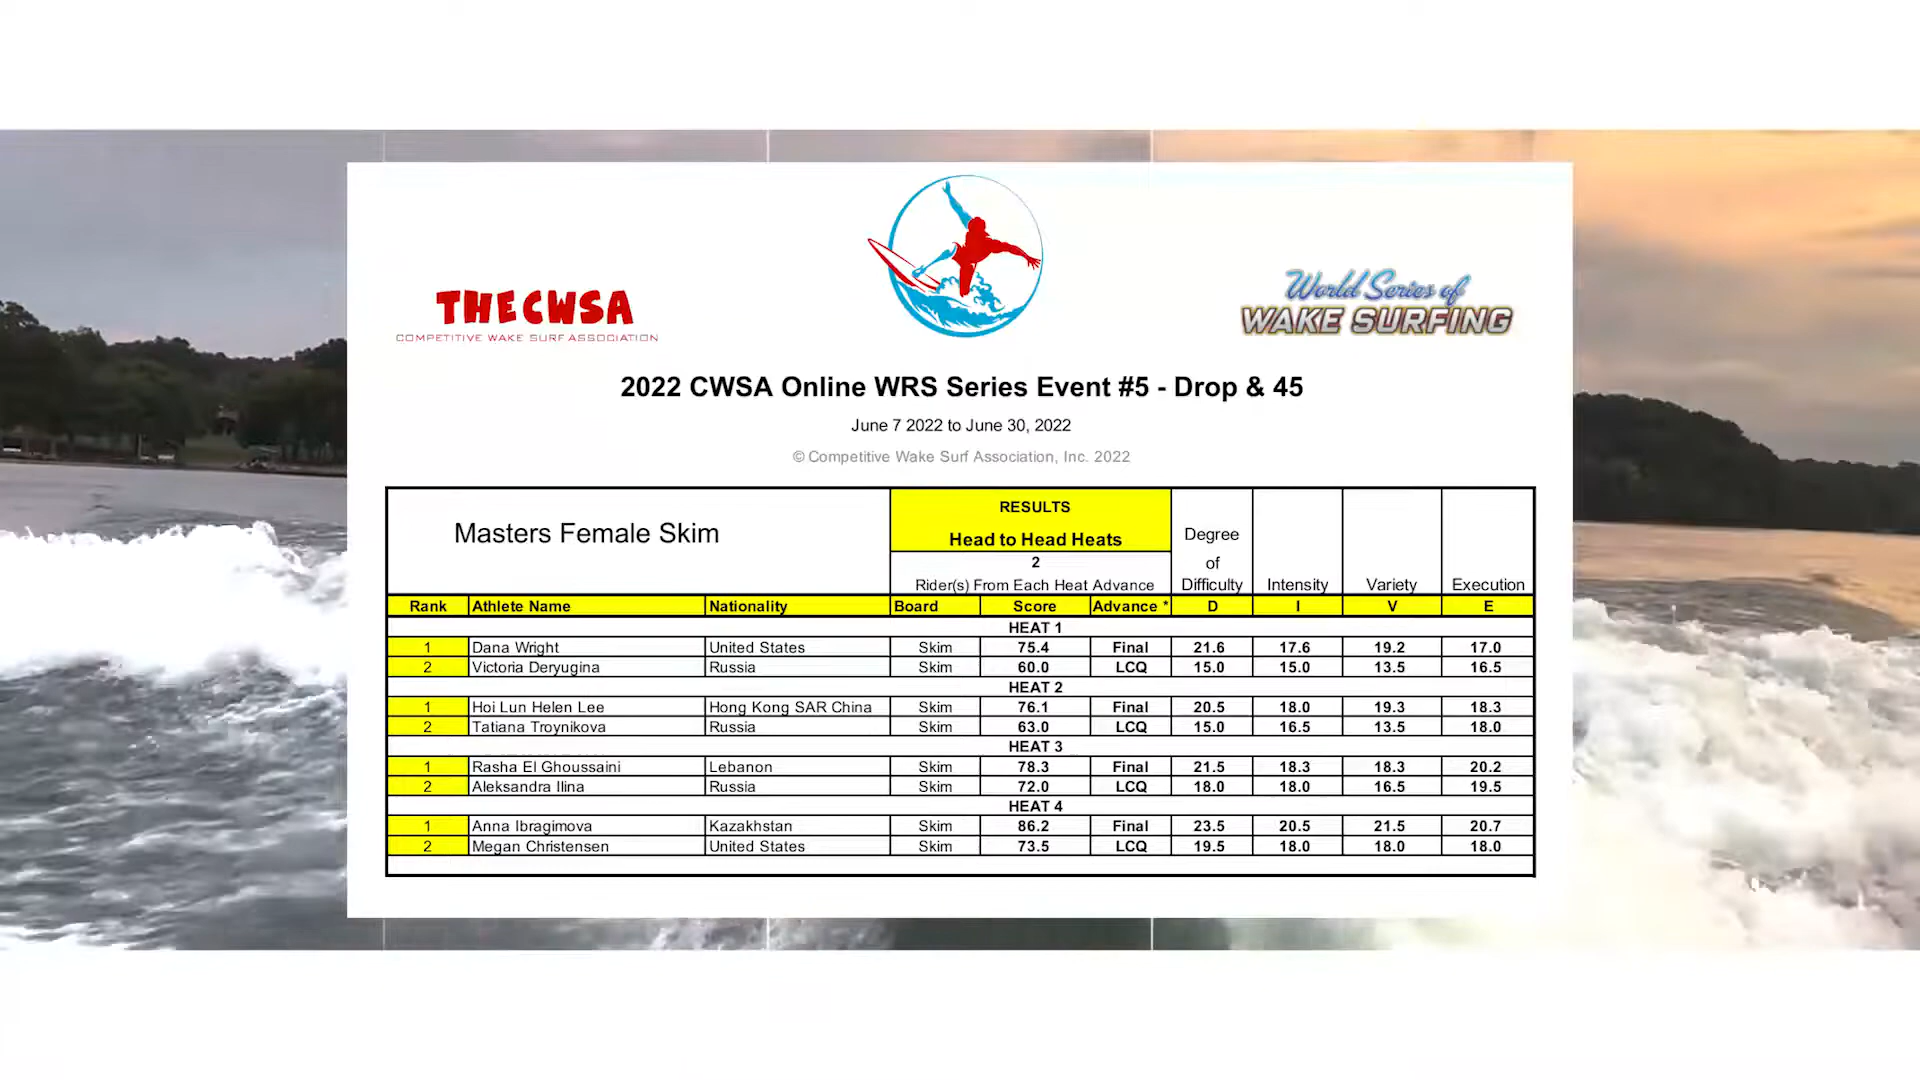 THECWSA
COMPETITIVE WAKE SURF ASSOCIATION
World Series of
WAKE SURFING
2022 CWSA Online WRS Series Event #5 - Drop & 45
June 7 2022 to June 30, 2022
© Competitive Wake Surf Association, Inc. 2022
Masters Female Skim
RESULTS
Head to Head Heats
2
Rider(s) From Each Heat Advance
Degree
of
Difficulty
Intensity
Variety
Execution
Rank Athlete Name Nationality Board Score Advance * D I V E
HEAT 1
1 Dana Wright United States Skim 75.4 Final 21.6 17.6 19.2 17.0
2 Victoria Deryugina Russia Skim 60.0 LCQ 15.0 15.0 13.5 16.5
HEAT 2
1 Hoi Lun Helen Lee Hong Kong SAR China Skim 76.1 Final 20.5 18.0 19.3 18.3
2 Tatiana Troynikova Russia Skim 63.0 LCQ 15.0 16.5 13.5 18.0
HEAT 3
1 Rasha El Ghoussaini Lebanon Skim 78.3 Final 21.5 18.3 18.3 20.2
2 Aleksandra Ilina Russia Skim 72.0 LCQ 18.0 18.0 16.5 19.5
HEAT 4
1 Anna Ibragimova Kazakhstan Skim 86.2 Final 23.5 20.5 21.5 20.7
2 Megan Christensen United States Skim 73.5 LCQ 19.5 18.0 18.0 18.0